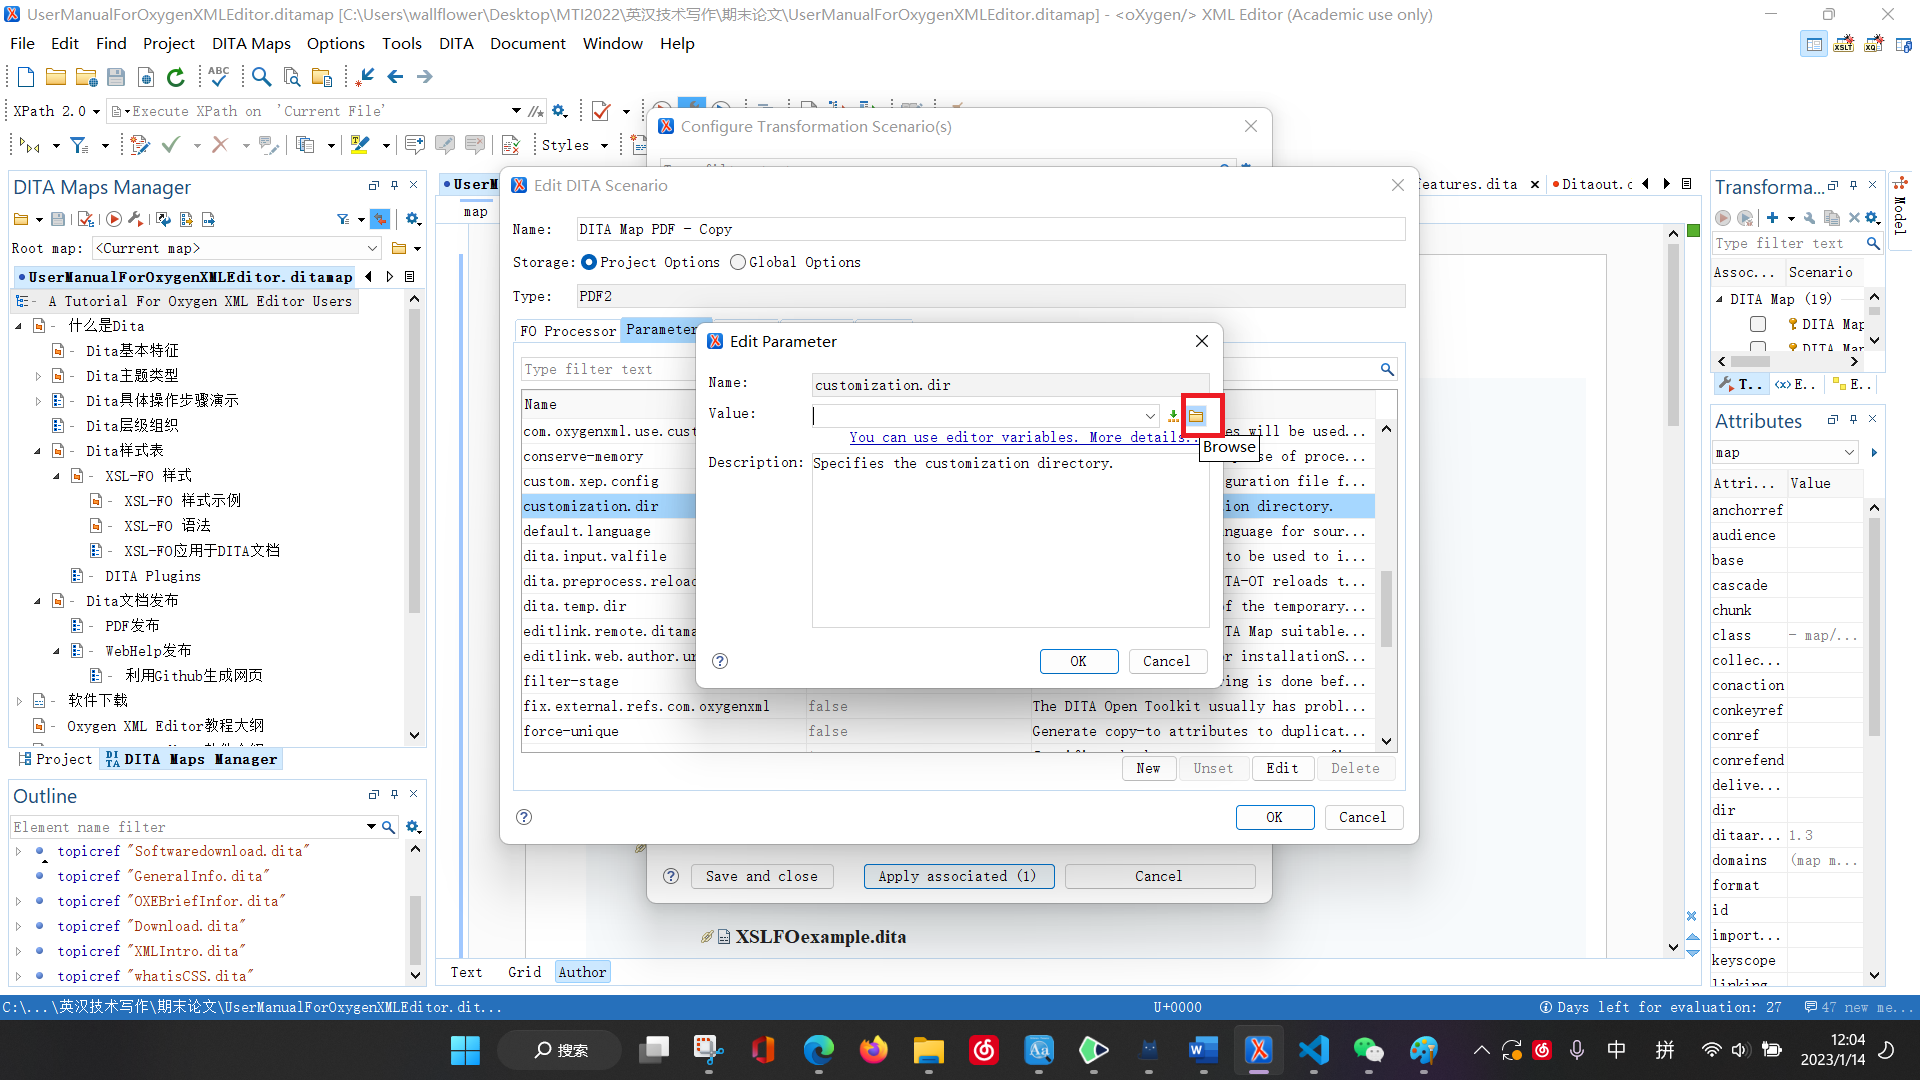 UserManualForOxygenXMLEditor.ditamap [C:\Users\wallflower\Desktop\MTI2022\英汉技术写作\期末论文\UserManualForOxygenXMLEditor.ditamap] - <oXygen/> XML Editor (Academic use only)
File Edit Find Project DITA Maps Options Tools DITA Document Window Help
XPath 2.0 Execute XPath on 'Current File'
Styles
Configure Transformation Scenario(s)
DITA Maps Manager
Root map: <Current map>
UserManualForOxygenXMLEditor.ditamap
A Tutorial For Oxygen XML Editor Users
什么是Dita
Dita基本特征
Dita主题类型
Dita具体操作步骤演示
Dita层级组织
Dita样式表
XSL-FO 样式
XSL-FO 样式示例
XSL-FO 语法
XSL-FO应用于DITA文档
DITA Plugins
Dita文档发布
PDF发布
WebHelp发布
利用Github生成网页
软件下载
Oxygen XML Editor教程大纲
Project DITA Maps Manager
Outline
Element name filter
topicref "Softwaredownload.dita"
topicref "GeneralInfo.dita"
topicref "OXEBriefInfor.dita"
topicref "Download.dita"
topicref "XMLIntro.dita"
topicref "whatisCSS.dita"
UserM
map
eatures.dita Ditaout.c
Edit DITA Scenario
Name: DITA Map PDF - Copy
Storage: Project Options Global Options
Type: PDF2
FO Processor Parameter
Type filter text
Name
com.oxygenxml.use.cust es will be used...
conserve-memory se of proce...
custom.xep.config guration file f...
customization.dir ion directory.
default.language nguage for sour...
dita.input.valfile to be used to i...
dita.preprocess.reload TA-OT reloads t...
dita.temp.dir f the temporary...
editlink.remote.ditama TA Map suitable...
editlink.web.author.ur r installationS...
filter-stage ring is done bef...
fix.external.refs.com.oxygenxml false The DITA Open Toolkit usually has probl...
force-unique false Generate copy-to attributes to duplicat...
New Unset Edit Delete
OK Cancel
Edit Parameter
Name: customization.dir
Value:
You can use editor variables. More details..
Browse
Description: Specifies the customization directory.
OK Cancel
Save and close Apply associated (1) Cancel
XSLFOexample.dita
Text Grid Author
Transforma...
Type filter text
Assoc... Scenario
DITA Map (19)
DITA Map
DITA Map
T.. E.. E..
Model
Attributes
map
Attri... Value
anchorref
audience
base
cascade
chunk
class - map/...
collec...
conaction
conkeyref
conref
conrefend
delive...
dir
ditaar... 1.3
domains (map m...
format
id
import...
keyscope
linking
C:\...\英汉技术写作\期末论文\UserManualForOxygenXMLEditor.dit... U+0000 Days left for evaluation: 27 47 new me...
搜索
中 拼
12:04
2023/1/14